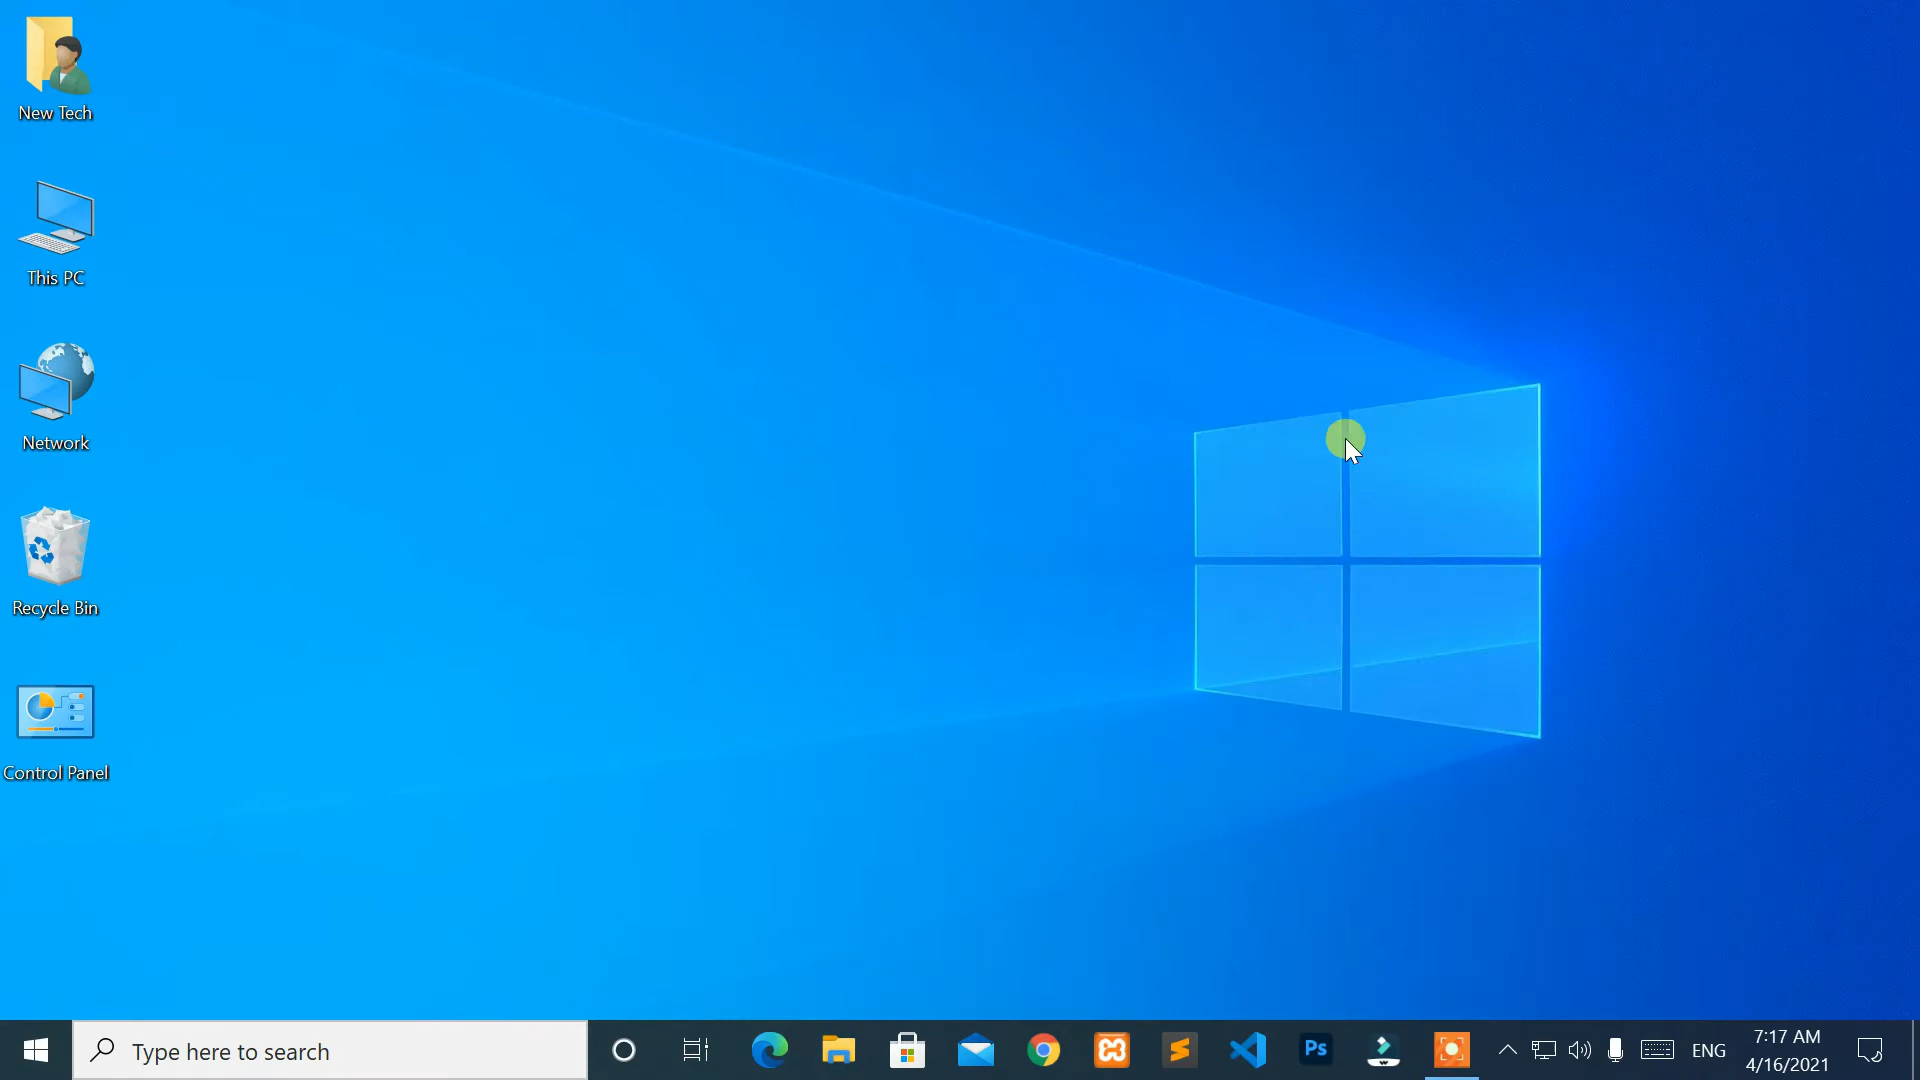 New Tech
This PC
Network
Recycle Bin
Control Panel
Type here to search
Ps
ENG
7:17 AM
4/16/2021